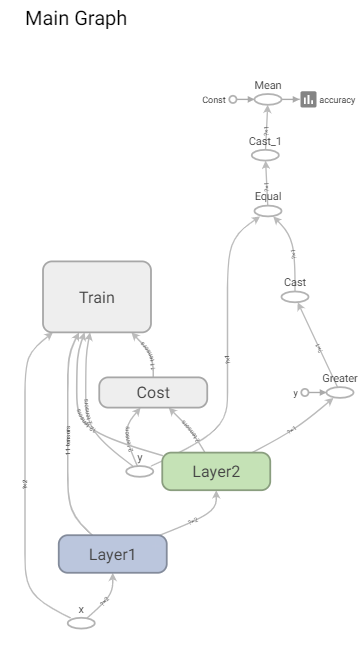 Main Graph
Mean
Const
accuracy
Cast_1
Equal
Train
Cast
Greater
y
Cost
y
Layer2
Layer1
x